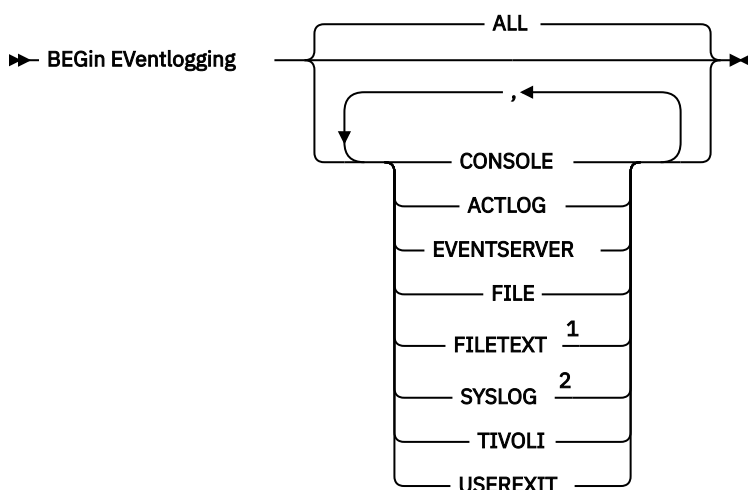 ALL
BEGin EVentlogging
,
CONSOLE
ACTLOG
EVENTSERVER
FILE
FILETEXT 1
SYSLOG 2
TIVOLI
USEREXIT